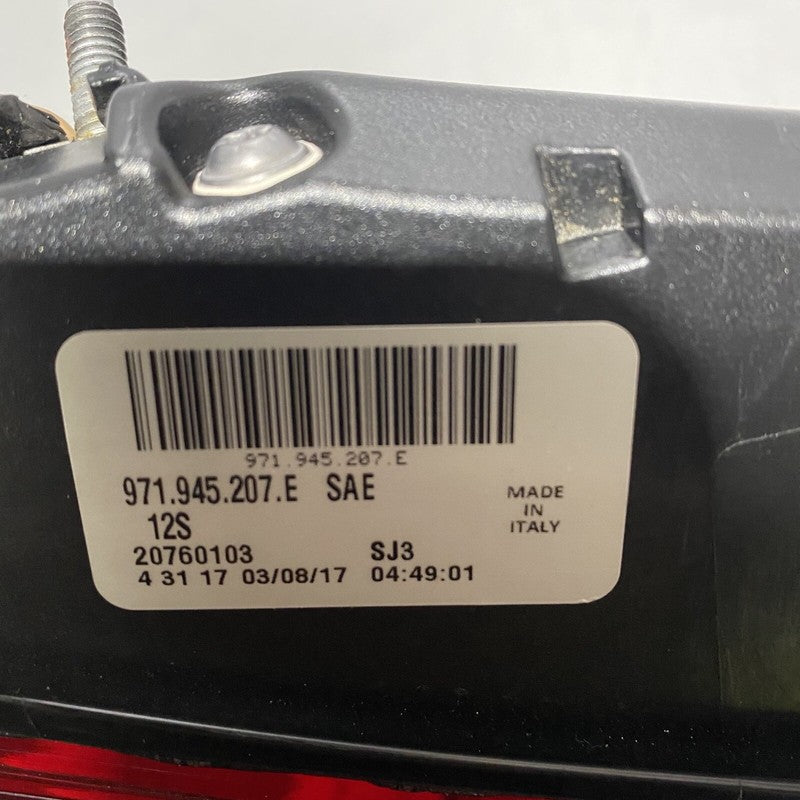 971.945.207.E
971.945.207.E SAE
12S
20760103 SJ3
4 31 17 03/08/17 04:49:01
MADE
IN
ITALY